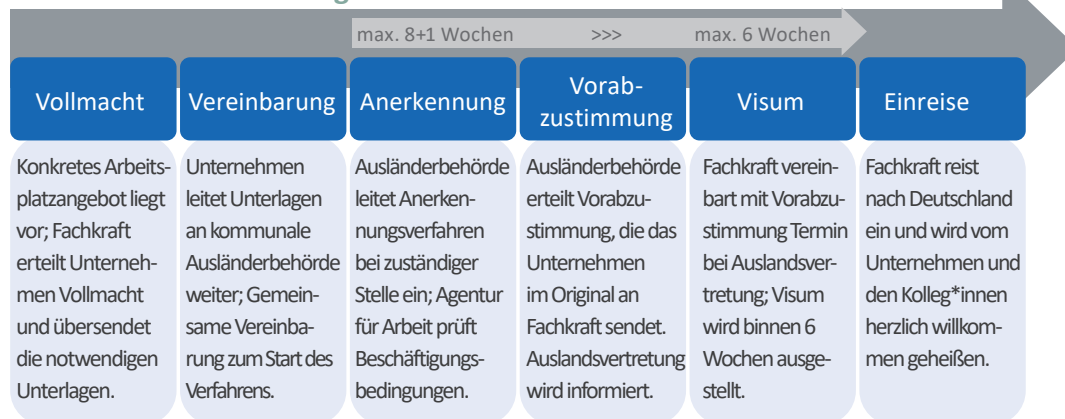 max. 8+1 Wochen >>> max. 6 Wochen
Vollmacht
Konkretes Arbeits-
platzangebot liegt
vor; Fachkraft
erteilt Unterneh-
men Vollmacht
und übersendet
die notwendigen
Unterlagen.
Vereinbarung
Unternehmen
leitet Unterlagen
an kommunale
Ausländerbehörde
weiter; Gemein-
same Vereinba-
rung zum Start des
Verfahrens.
Anerkennung
Ausländerbehörde
leitet Anerken-
nungsverfahren
bei zuständiger
Stelle ein; Agentur
für Arbeit prüft
Beschäftigungs-
bedingungen.
Vorab-
zustimmung
Ausländerbehörde
erteilt Vorabzu-
stimmung, die das
Unternehmen
im Original an
Fachkraft sendet.
Auslandsvertretung
wird informiert.
Visum
Fachkraft verein-
bart mit Vorabzu-
stimmung Termin
bei Auslandsver-
tretung; Visum
wird binnen 6
Wochen ausge-
stellt.
Einreise
Fachkraft reist
nach Deutschland
ein und wird vom
Unternehmen und
den Kolleg*innen
herzlich willkom-
men geheißen.